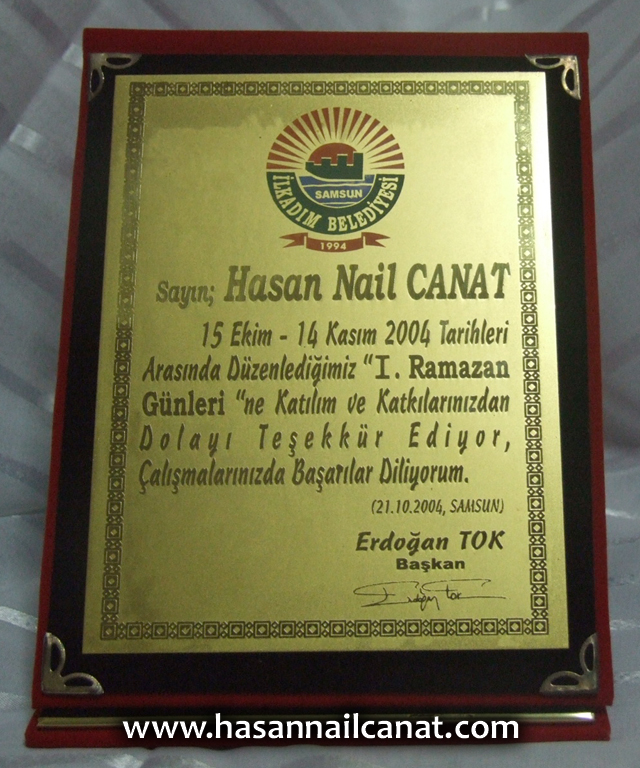 SAMSUN
İLKADIM BELEDİYESİ
1994
Sayın; Hasan Nail CANAT
15 Ekim - 14 Kasım 2004 Tarihleri
Arasında Düzenlediğimiz "I. Ramazan
Günleri "ne Katılım ve Katkılarınızdan
Dolayı Teşekkür Ediyor,
Çalışmalarınızda Başarılar Diliyorum.
(21.10.2004, SAMSUN)
Erdoğan TOK
Başkan
Erdoğan Tok
www.hasannailcanat.com